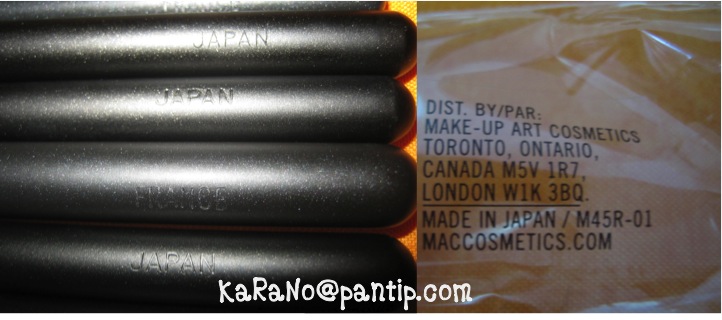 JAPAN
JAPAN
FRANCE
JAPAN
DIST. BY/PAR:
MAKE-UP ART COSMETICS
TORONTO, ONTARIO,
CANADA M5V 1R7,
LONDON W1K 3BQ.
MADE IN JAPAN / M45R-01
MACCOSMETICS.COM
KaRaNo@pantip.com